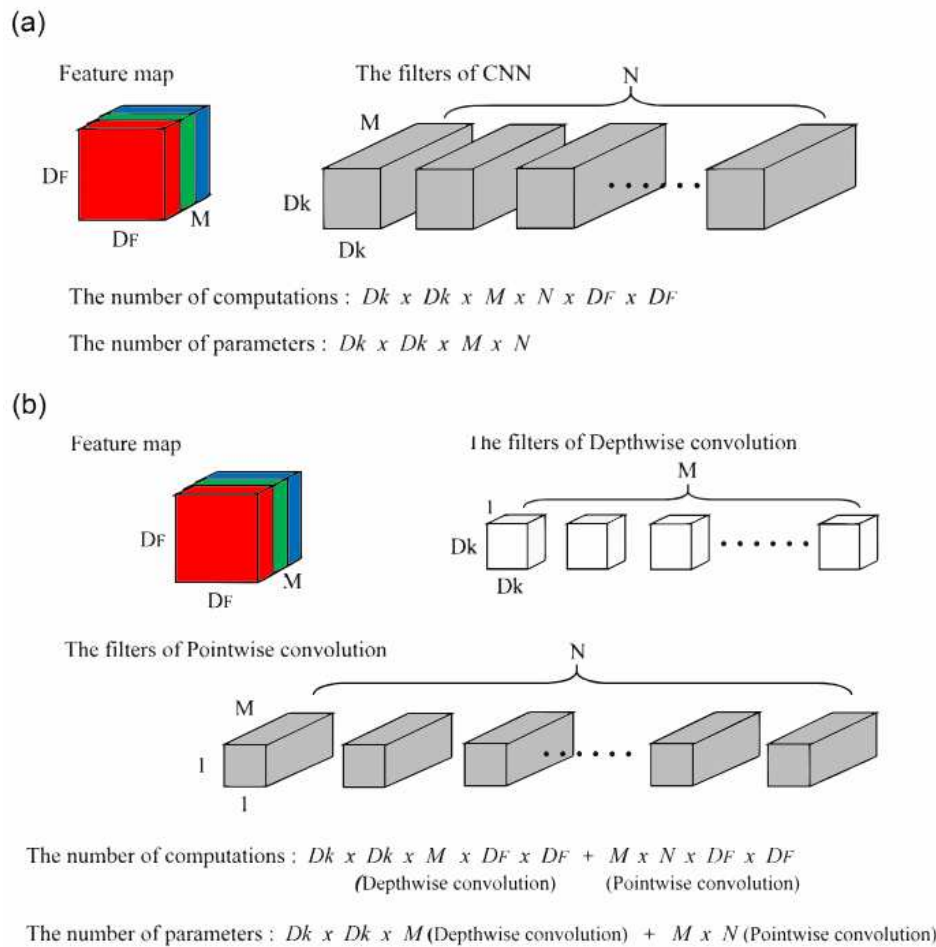 (a)
Feature map
The filters of CNN
N
M
DF
Dk
M
DF
Dk
The number of computations : Dk x Dk x M x N x DF x DF
The number of parameters : Dk x Dk x M x N
(b)
Feature map
The filters of Depthwise convolution
M
1
DF
Dk
M
DF
Dk
The filters of Pointwise convolution
N
M
1
1
The number of computations : Dk x Dk x M x DF x DF + M x N x DF x DF
(Depthwise convolution) (Pointwise convolution)
The number of parameters : Dk x Dk x M (Depthwise convolution) + M x N (Pointwise convolution)